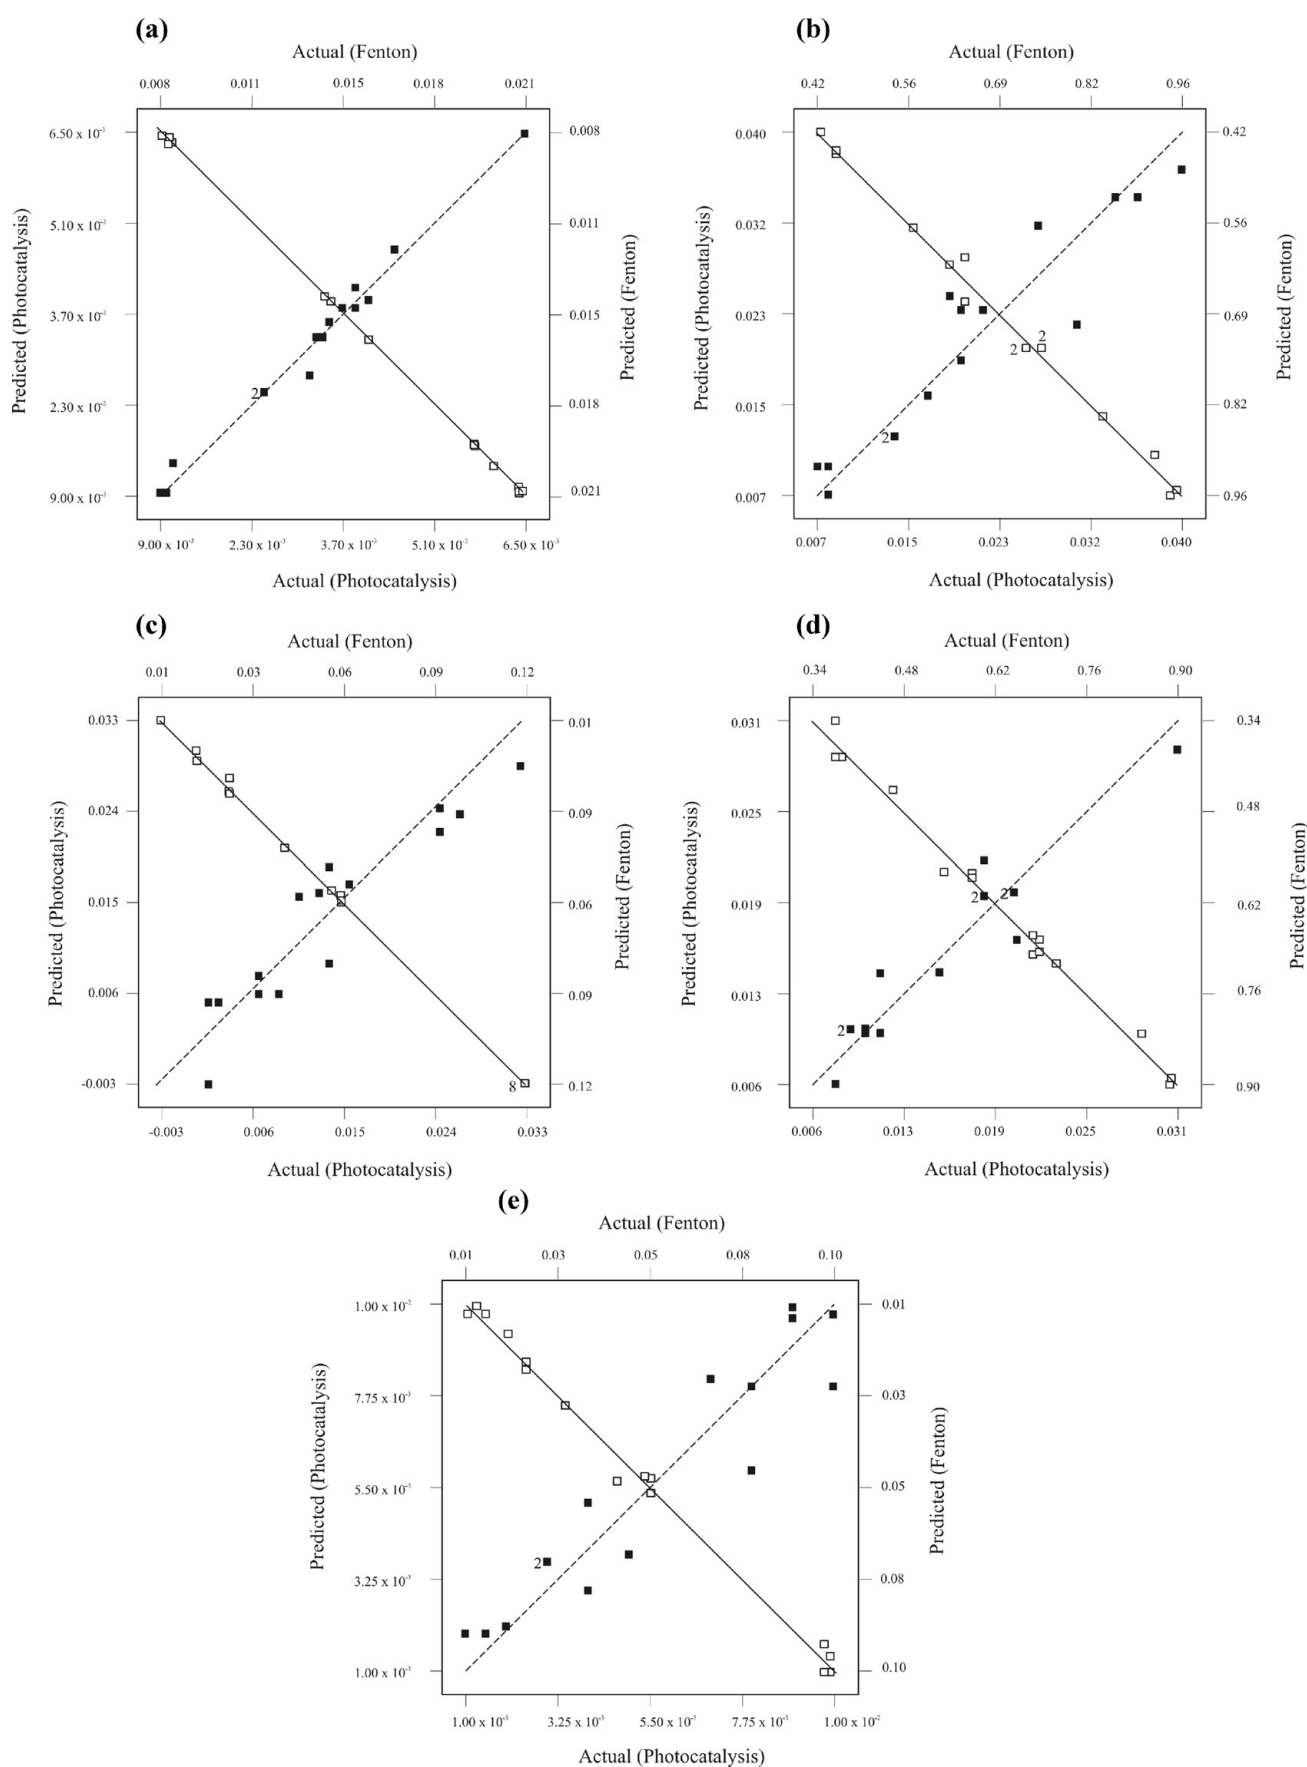 (a)
Actual (Fenton)
0.008 0.011 0.015 0.018 0.021
6.50 x 10⁻³ 0.008
5.10 x 10⁻³ 0.011
3.70 x 10⁻³ 0.015
2.30 x 10⁻³ 0.018
9.00 x 10⁻³ 0.021
2
Predicted (Photocatalysis)
Predicted (Fenton)
9.00 x 10⁻³ 2.30 x 10⁻³ 3.70 x 10⁻³ 5.10 x 10⁻³ 6.50 x 10⁻³
Actual (Photocatalysis)
(b)
Actual (Fenton)
0.42 0.56 0.69 0.82 0.96
0.040 0.42
0.032 0.56
0.023 0.69
0.015 0.82
0.007 0.96
2
2
2
Predicted (Photocatalysis)
Predicted (Fenton)
0.007 0.015 0.023 0.032 0.040
Actual (Photocatalysis)
(c)
Actual (Fenton)
0.01 0.03 0.06 0.09 0.12
0.033 0.01
0.024 0.09
0.015 0.06
0.006 0.09
-0.003 0.12
8
Predicted (Photocatalysis)
Predicted (Fenton)
-0.003 0.006 0.015 0.024 0.033
Actual (Photocatalysis)
(d)
Actual (Fenton)
0.34 0.48 0.62 0.76 0.90
0.031 0.34
0.025 0.48
0.019 0.62
0.013 0.76
0.006 0.90
2 2
2
Predicted (Photocatalysis)
Predicted (Fenton)
0.006 0.013 0.019 0.025 0.031
Actual (Photocatalysis)
(e)
Actual (Fenton)
0.01 0.03 0.05 0.08 0.10
1.00 x 10⁻² 0.01
7.75 x 10⁻³ 0.03
5.50 x 10⁻³ 0.05
3.25 x 10⁻³ 0.08
1.00 x 10⁻³ 0.10
2
Predicted (Photocatalysis)
Predicted (Fenton)
1.00 x 10⁻³ 3.25 x 10⁻³ 5.50 x 10⁻³ 7.75 x 10⁻³ 1.00 x 10⁻²
Actual (Photocatalysis)